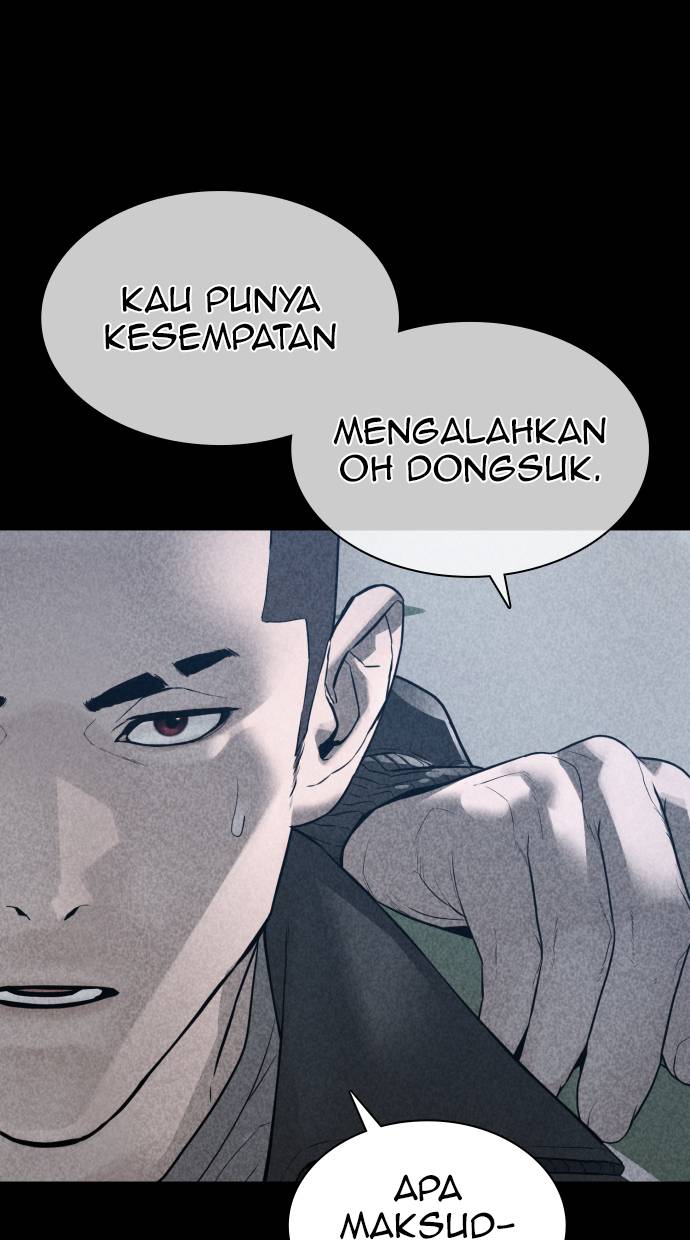 KAU PUNYA
KESEMPATAN
MENGALAHKAN
OH DONGSUK.
APA
MAKSUD-